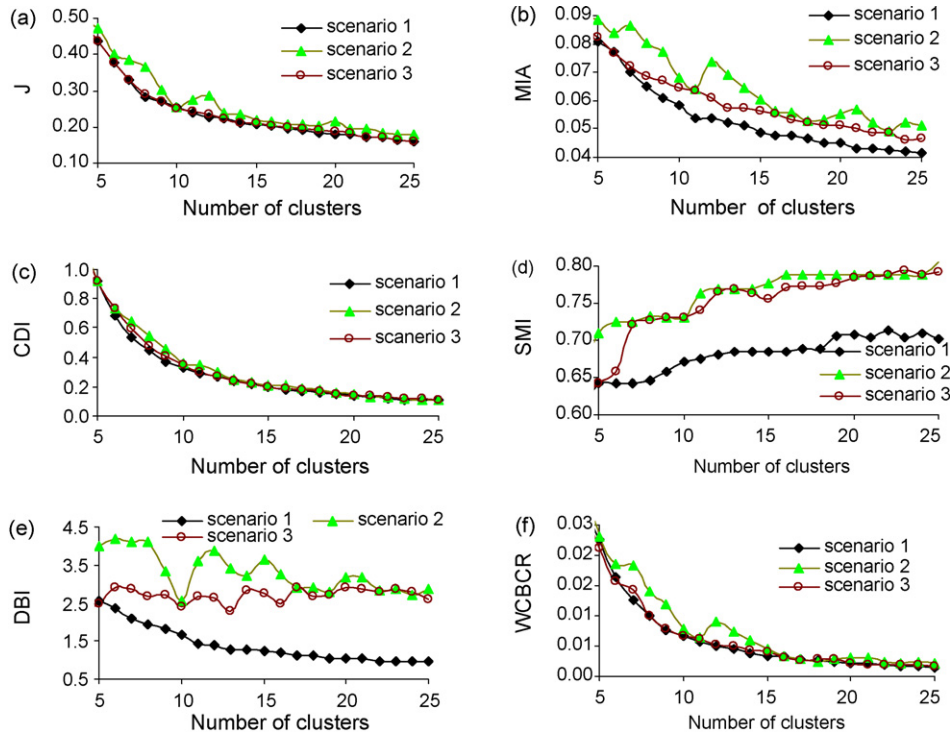 (a)
0.50
0.40
0.30
0.20
0.10
J
scenario 1
scenario 2
scenario 3
5 10 15 20 25
Number of clusters
(b)
0.09
0.08
0.07
0.06
0.05
0.04
MIA
scenario 1
scenario 2
scenario 3
5 10 15 20 25
Number of clusters
(c)
1.0
0.8
0.6
0.4
0.2
0.0
CDI
scenario 1
scenario 2
scanerio 3
5 10 15 20 25
Number of clusters
(d)
0.80
0.75
0.70
0.65
0.60
SMI
scenario 1
scenario 2
scenario 3
5 10 15 20 25
Number of clusters
(e)
4.5
3.5
2.5
1.5
0.5
DBI
scenario 1 scenario 2
scenario 3
5 10 15 20 25
Number of clusters
(f)
0.03
0.02
0.02
0.01
0.01
0.00
WCBCR
scenario 1
scenario 2
scenario 3
5 10 15 20 25
Number of clusters